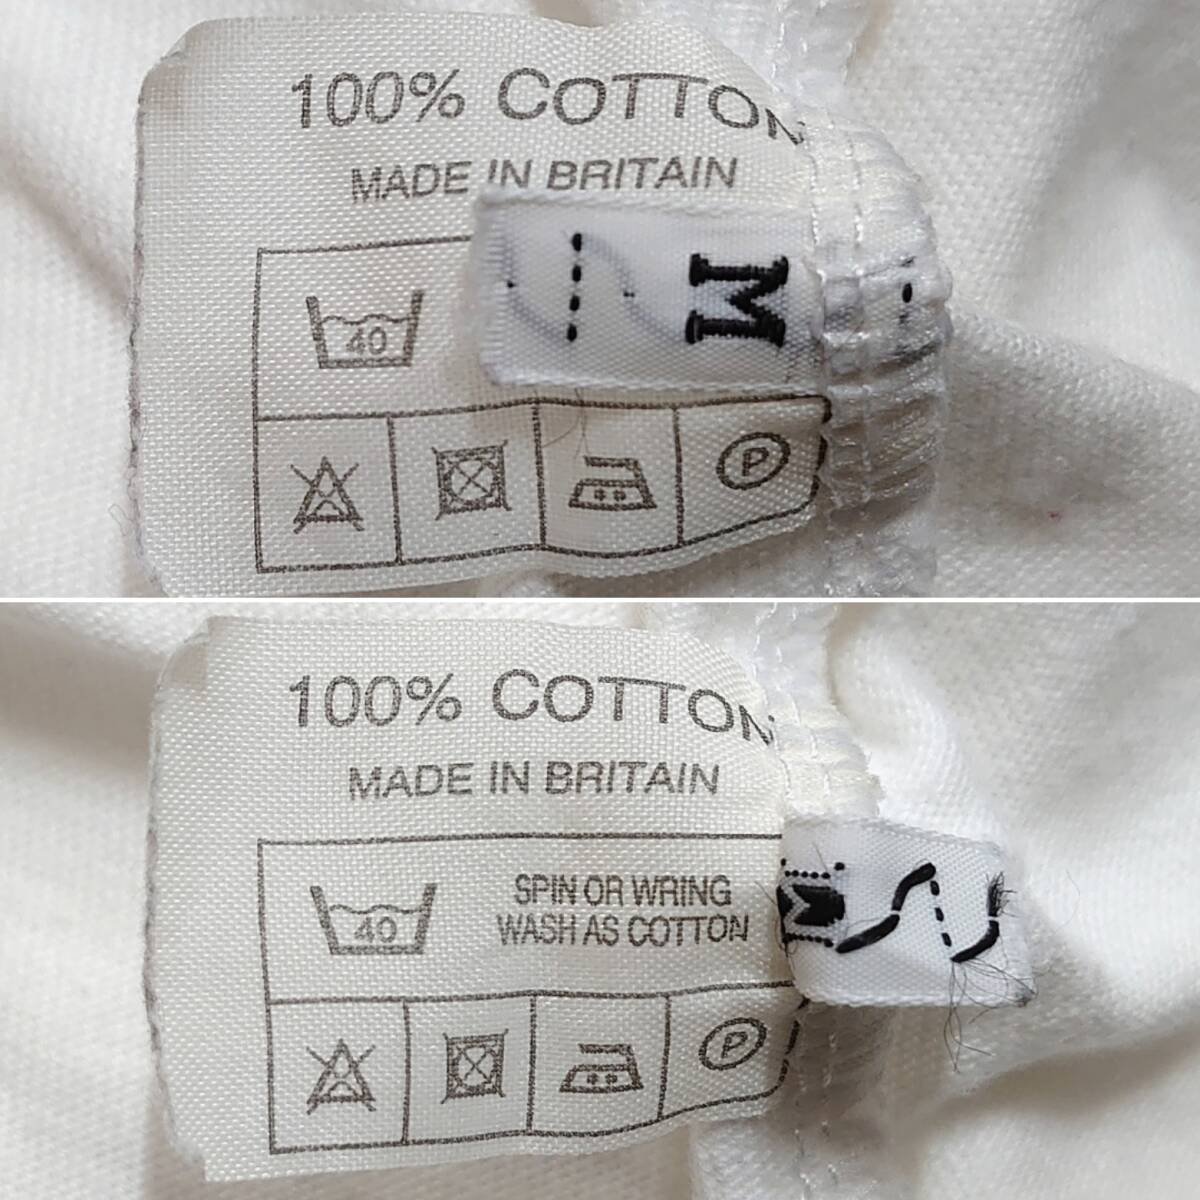 100% COTTON
MADE IN BRITAIN
M
40
P
100% COTTON
MADE IN BRITAIN
40
SPIN OR WRING
WASH AS COTTON
M
P